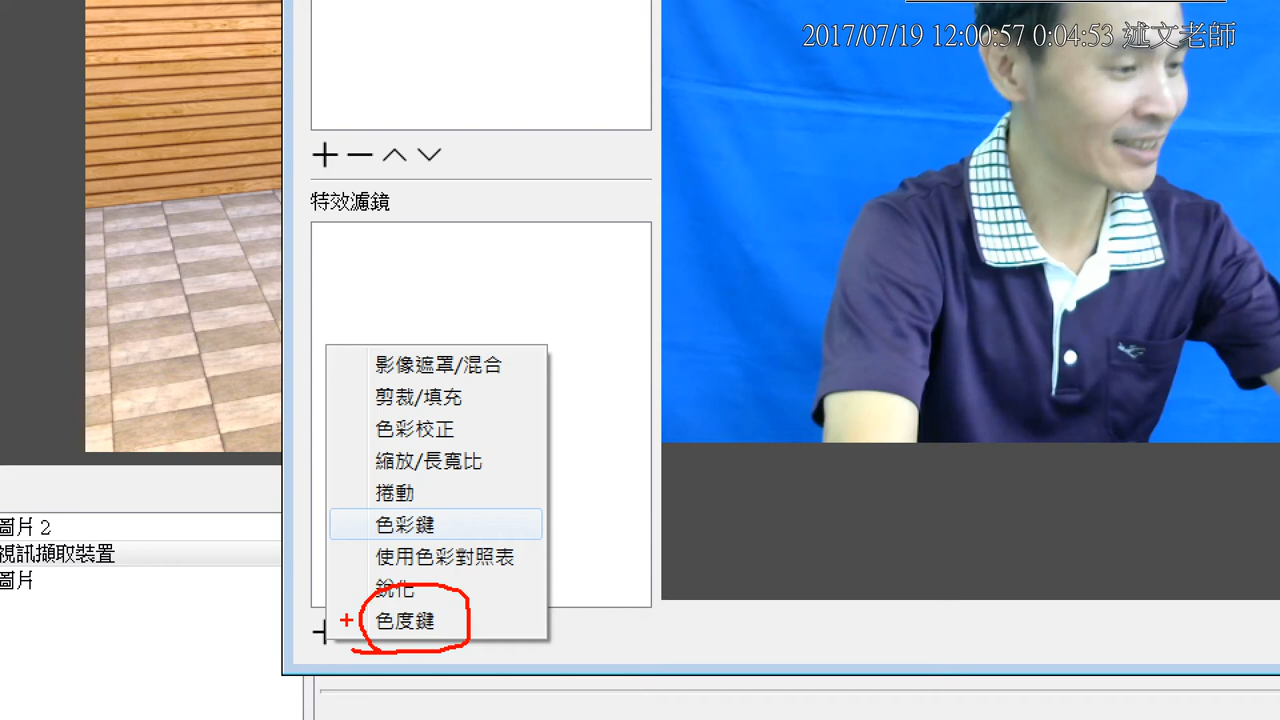 2017/07/19 12:00:57 0:04:53 述文老師
特效濾鏡
影像遮罩/混合
剪裁/填充
色彩校正
縮放/長寬比
捲動
色彩鍵
使用色彩對照表
銳化
色度鍵
圖片 2
視訊擷取裝置
圖片